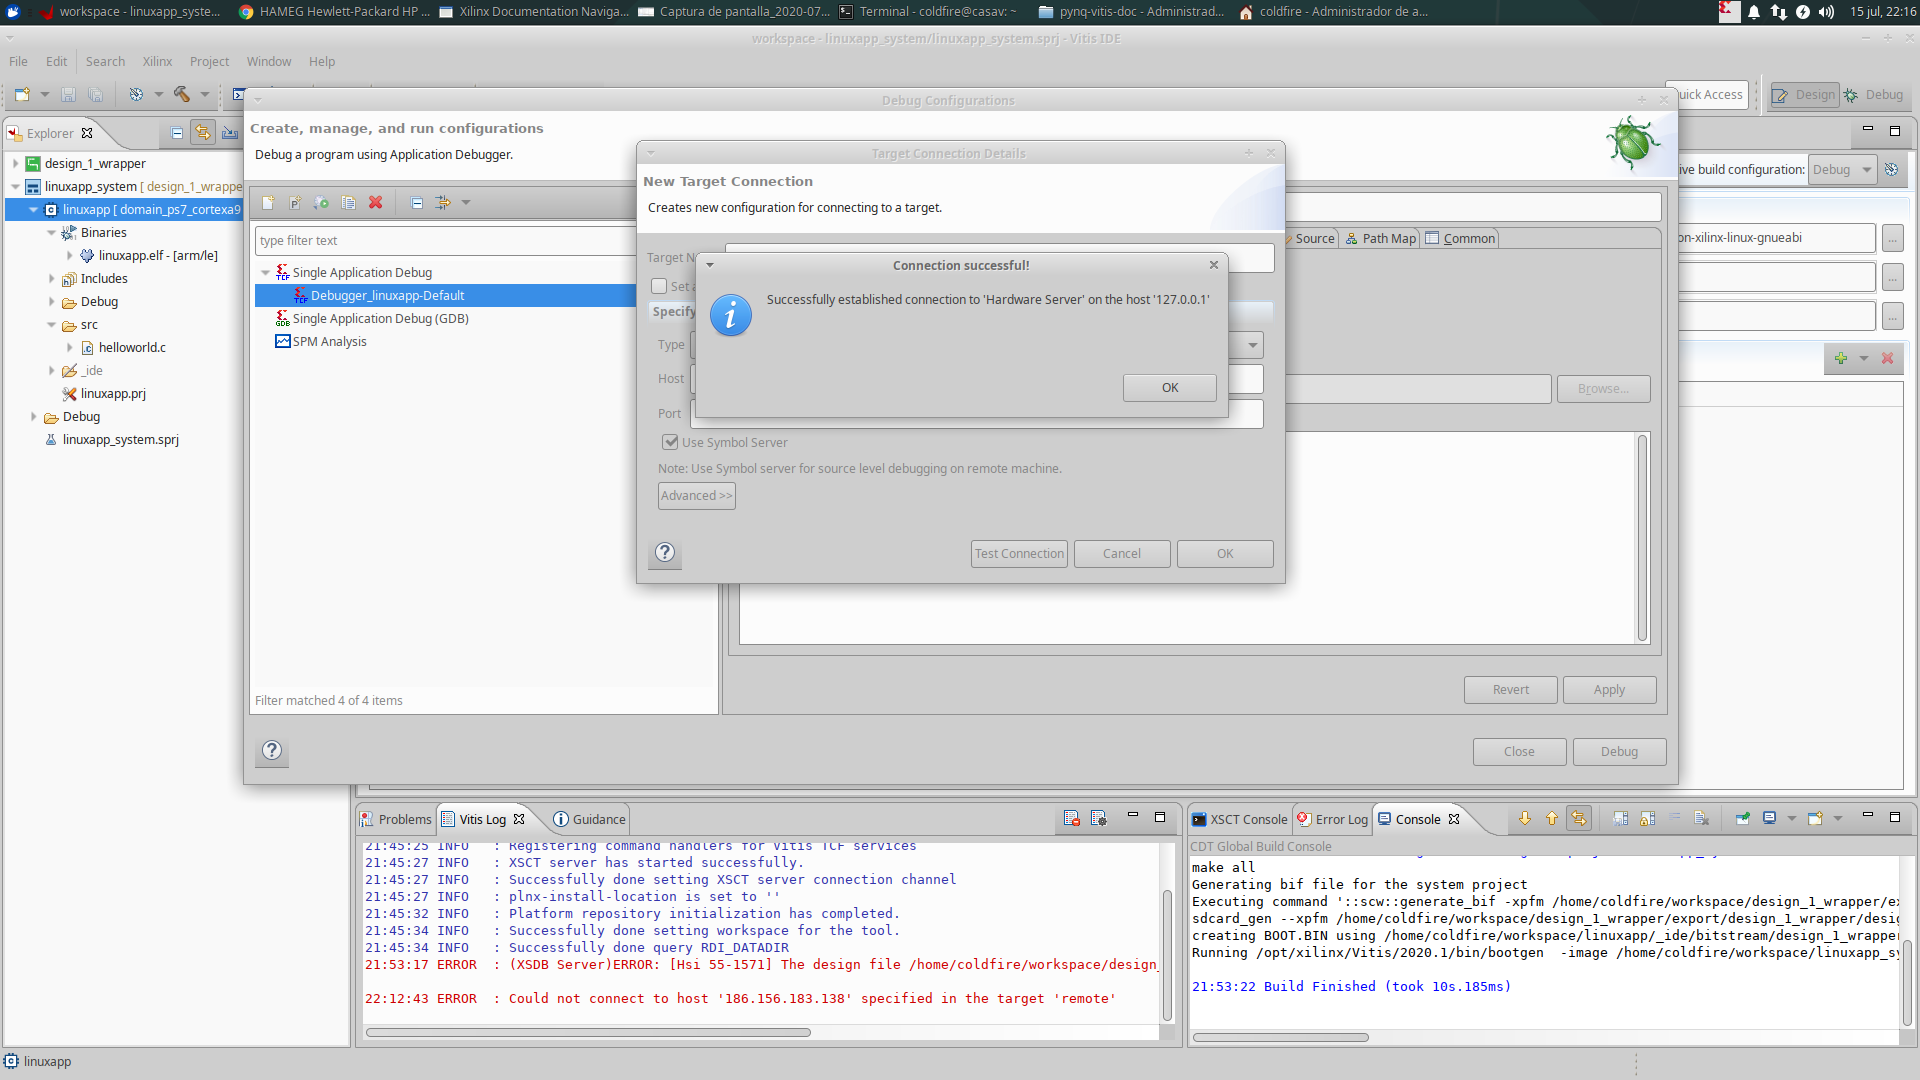 workspace - linuxapp_syste...
HAMEG Hewlett-Packard HP ...
Xilinx Documentation Naviga...
Captura de pantalla_2020-07...
Terminal - coldfire@casav: ~
pynq-vitis-doc - Administrad...
coldfire - Administrador de a...
15 jul, 22:16
workspace - linuxapp_system/linuxapp_system.sprj - Vitis IDE
File Edit Search Xilinx Project Window Help
uick Access
Design
Debug
Explorer
design_1_wrapper
linuxapp_system [ design_1_wrappe
linuxapp [ domain_ps7_cortexa9
Binaries
linuxapp.elf - [arm/le]
Includes
Debug
src
helloworld.c
_ide
linuxapp.prj
Debug
linuxapp_system.sprj
Debug Configurations
Create, manage, and run configurations
Debug a program using Application Debugger.
type filter text
Single Application Debug
Debugger_linuxapp-Default
Single Application Debug (GDB)
SPM Analysis
Filter matched 4 of 4 items
Source
Path Map
Common
Browse...
Revert
Apply
Close
Debug
ive build configuration:
Debug
on-xilinx-linux-gnueabi
...
...
...
Target Connection Details
New Target Connection
Creates new configuration for connecting to a target.
Target N
Set a
Specify
Type
Host
Port
Use Symbol Server
Note: Use Symbol server for source level debugging on remote machine.
Advanced >>
Test Connection
Cancel
OK
Connection successful!
Successfully established connection to 'Hardware Server' on the host '127.0.0.1'
OK
Problems
Vitis Log
Guidance
21:45:25 INFO : Registering command handlers for Vitis TCF services
21:45:27 INFO : XSCT server has started successfully.
21:45:27 INFO : Successfully done setting XSCT server connection channel
21:45:27 INFO : plnx-install-location is set to ''
21:45:32 INFO : Platform repository initialization has completed.
21:45:34 INFO : Successfully done setting workspace for the tool.
21:45:34 INFO : Successfully done query RDI_DATADIR
21:53:17 ERROR : (XSDB Server)ERROR: [Hsi 55-1571] The design file /home/coldfire/workspace/design_
22:12:43 ERROR : Could not connect to host '186.156.183.138' specified in the target 'remote'
XSCT Console
Error Log
Console
CDT Global Build Console
make all
Generating bif file for the system project
Executing command '::scw::generate_bif -xpfm /home/coldfire/workspace/design_1_wrapper/ex
sdcard_gen --xpfm /home/coldfire/workspace/design_1_wrapper/export/design_1_wrapper/desig
creating BOOT.BIN using /home/coldfire/workspace/linuxapp/_ide/bitstream/design_1_wrapper
Running /opt/xilinx/Vitis/2020.1/bin/bootgen -image /home/coldfire/workspace/linuxapp_sy
21:53:22 Build Finished (took 10s.185ms)
linuxapp